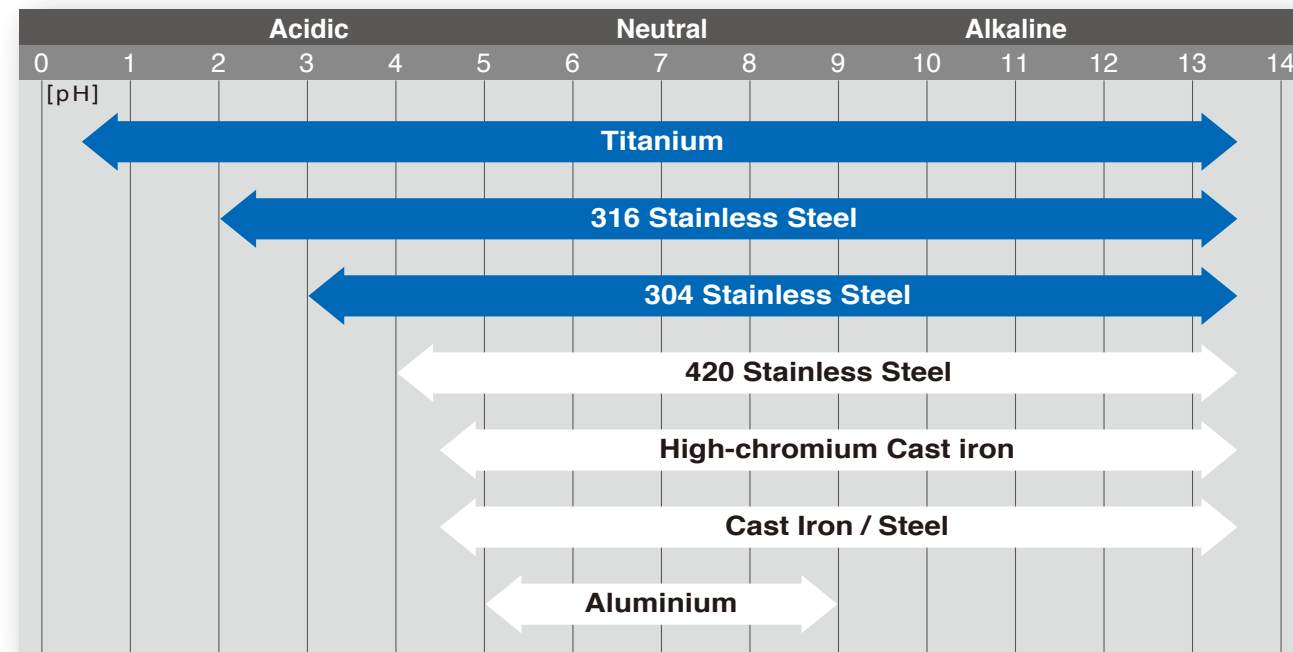 Acidic Neutral Alkaline
0 1 2 3 4 5 6 7 8 9 10 11 12 13 14
[pH]
Titanium
316 Stainless Steel
304 Stainless Steel
420 Stainless Steel
High-chromium Cast iron
Cast Iron / Steel
Aluminium